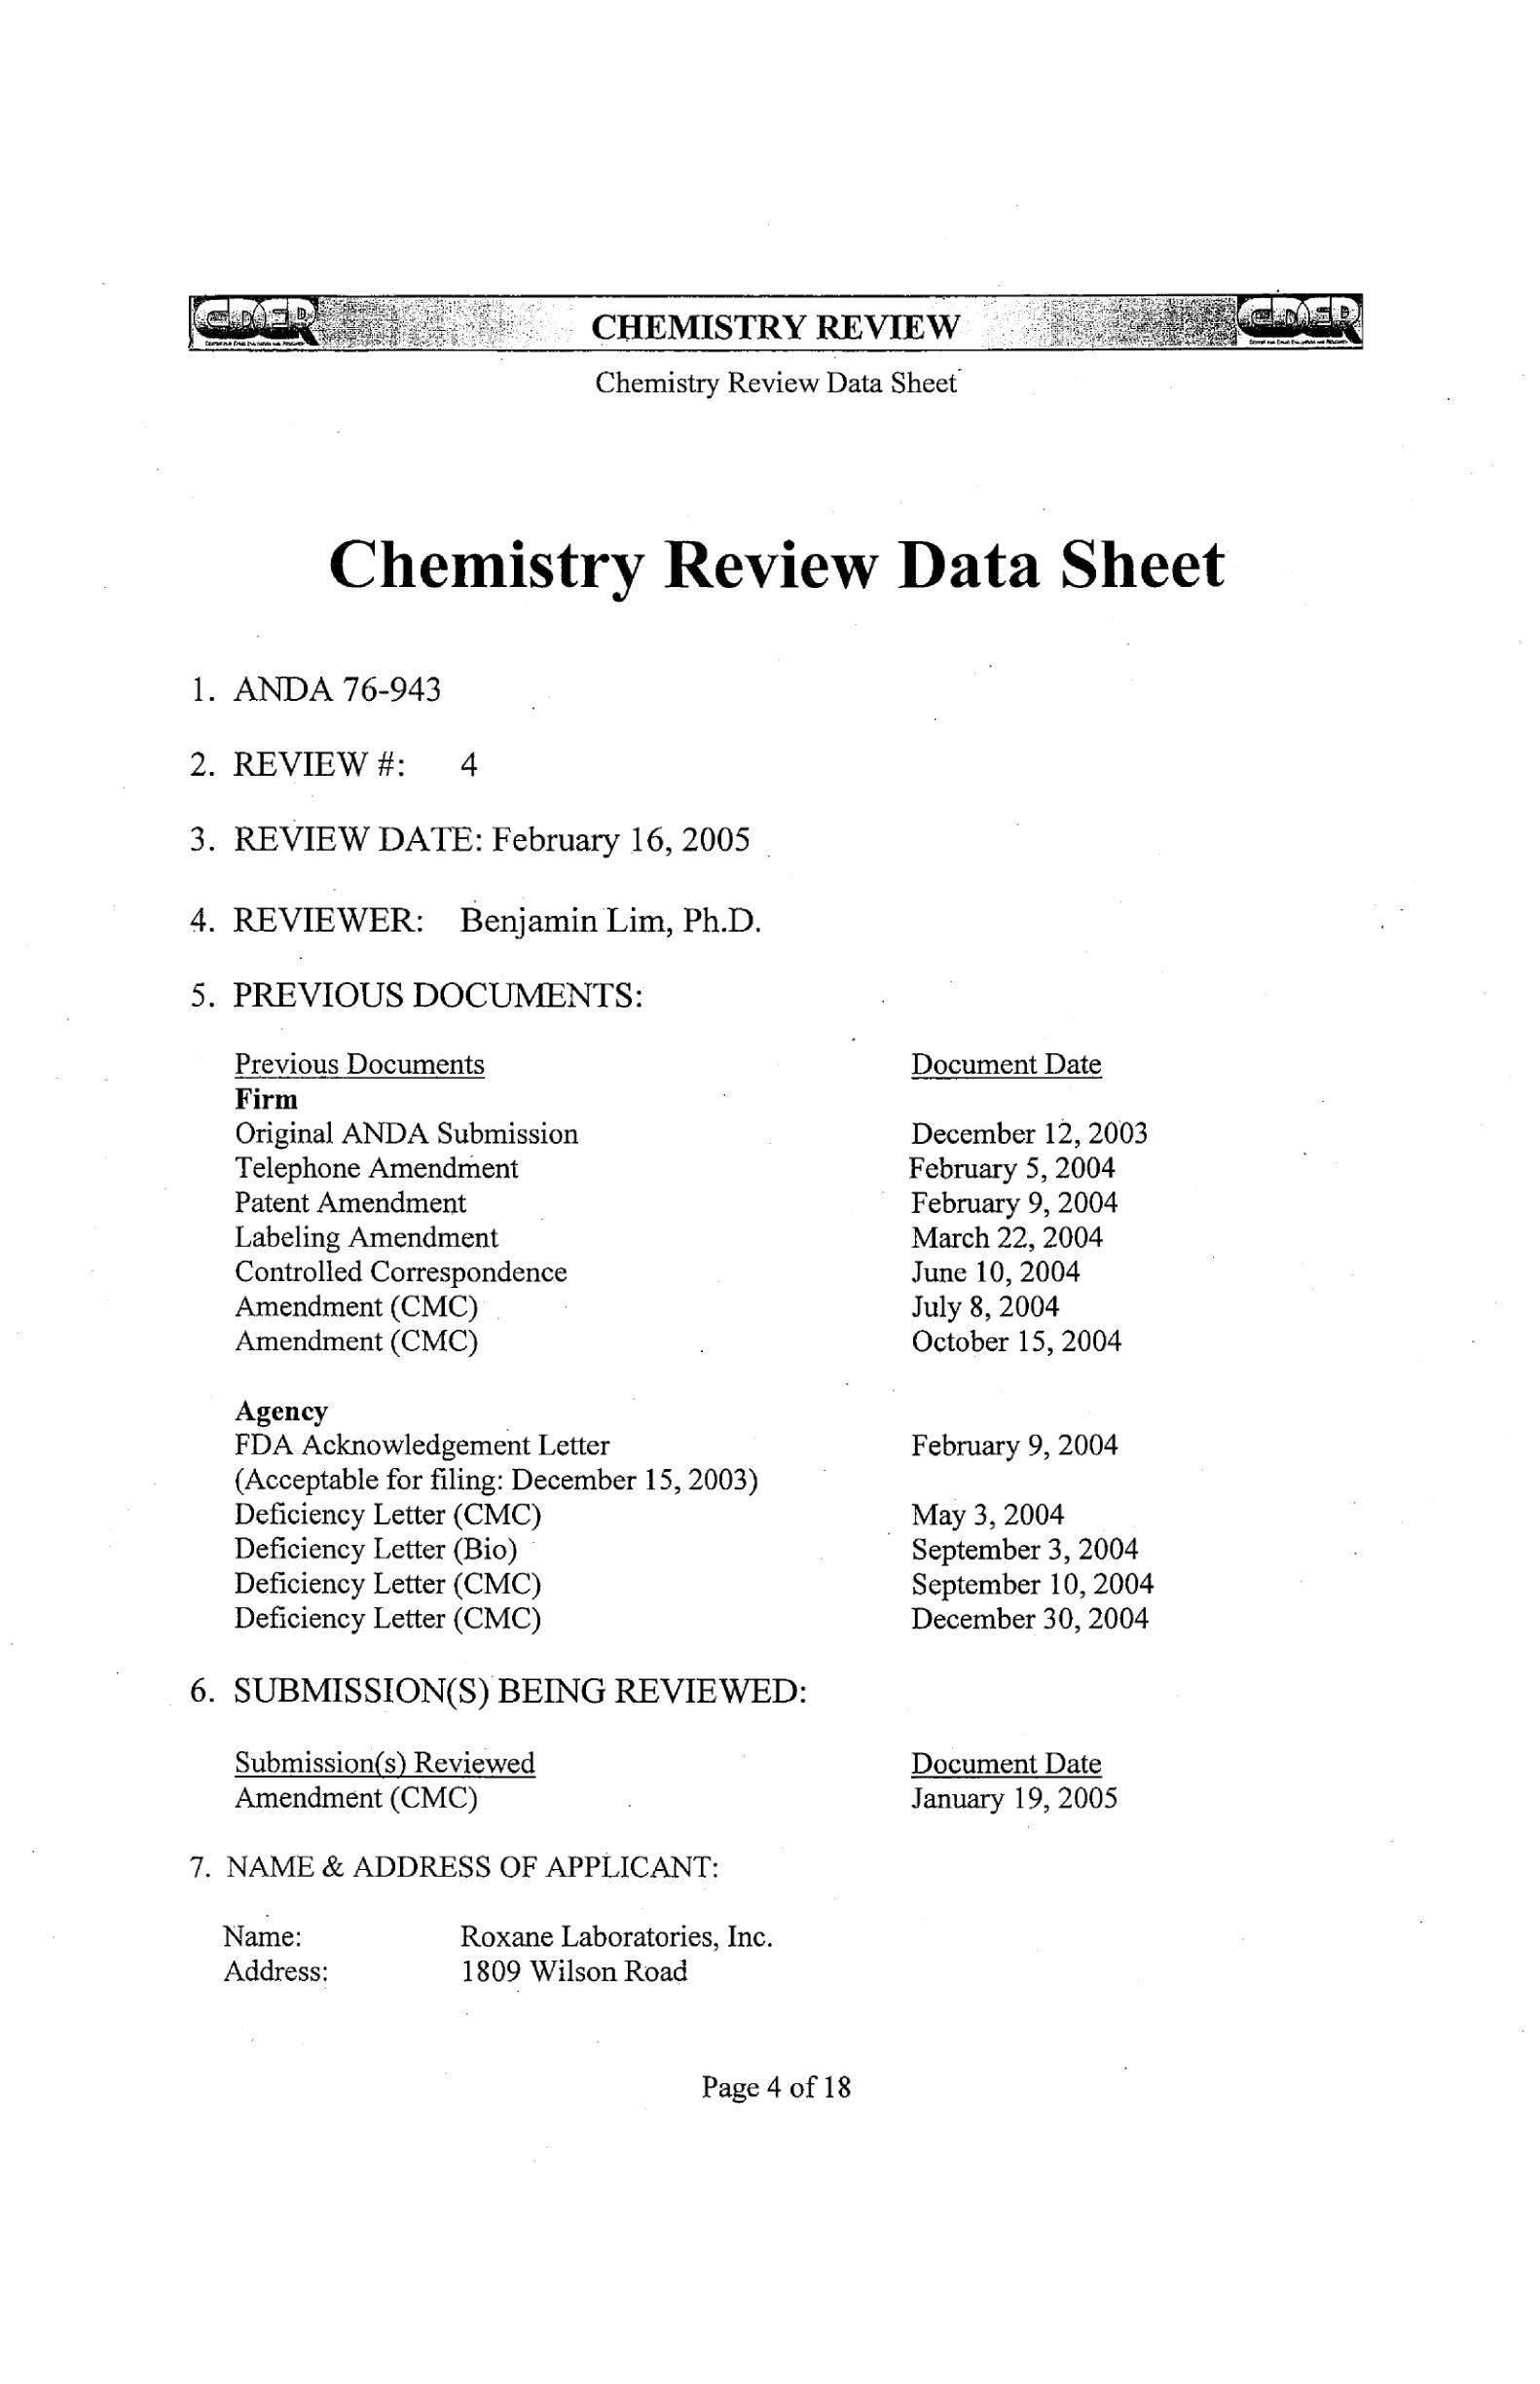 CDER CHEMISTRY REVIEW CDER
Chemistry Review Data Sheet
Chemistry Review Data Sheet
1. ANDA 76-943
2. REVIEW #: 4
3. REVIEW DATE: February 16, 2005
4. REVIEWER: Benjamin Lim, Ph.D.
5. PREVIOUS DOCUMENTS:
Previous Documents Document Date
Firm
Original ANDA Submission December 12, 2003
Telephone Amendment February 5, 2004
Patent Amendment February 9, 2004
Labeling Amendment March 22, 2004
Controlled Correspondence June 10, 2004
Amendment (CMC) July 8, 2004
Amendment (CMC) October 15, 2004
Agency
FDA Acknowledgement Letter February 9, 2004
(Acceptable for filing: December 15, 2003)
Deficiency Letter (CMC) May 3, 2004
Deficiency Letter (Bio) September 3, 2004
Deficiency Letter (CMC) September 10, 2004
Deficiency Letter (CMC) December 30, 2004
6. SUBMISSION(S) BEING REVIEWED:
Submission(s) Reviewed Document Date
Amendment (CMC) January 19, 2005
7. NAME & ADDRESS OF APPLICANT:
Name: Roxane Laboratories, Inc.
Address: 1809 Wilson Road
Page 4 of 18